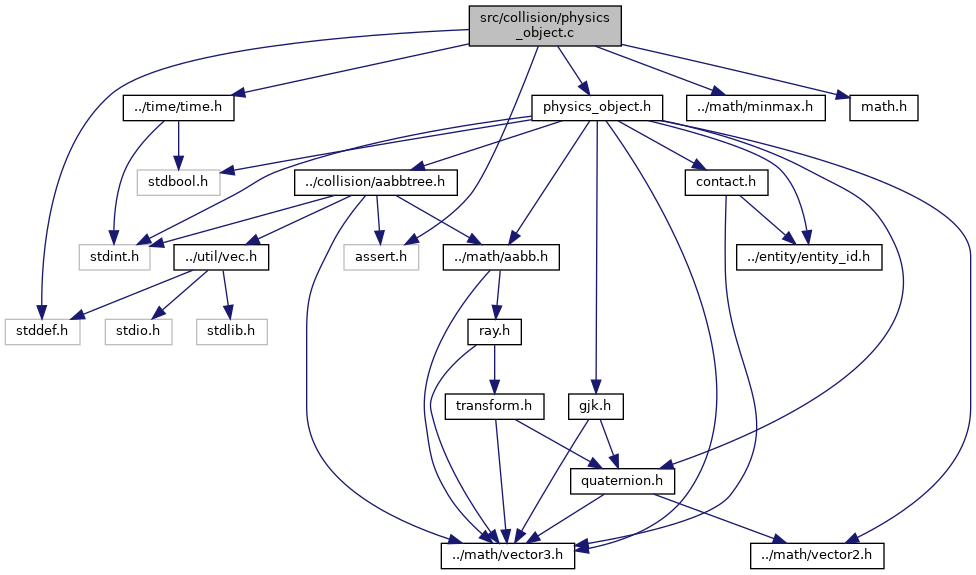 src/collision/physics
_object.c
../time/time.h
physics_object.h
../math/minmax.h
math.h
stdbool.h
../collision/aabbtree.h
contact.h
stdint.h
../util/vec.h
assert.h
../math/aabb.h
../entity/entity_id.h
stddef.h
stdio.h
stdlib.h
ray.h
transform.h
gjk.h
quaternion.h
../math/vector3.h
../math/vector2.h